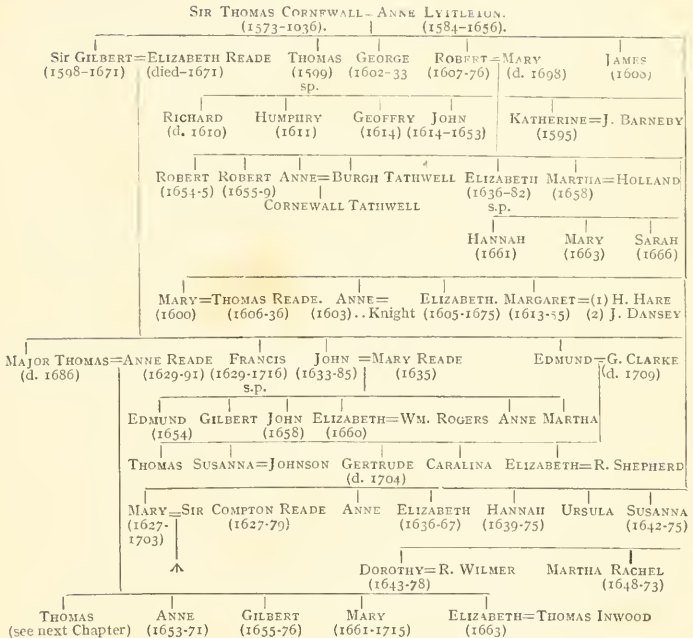 SIR THOMAS CORNEWALL=ANNE LYTTLETON.
(1573-1636). (1584-1656).
SIR GILBERT=ELIZABETH READE THOMAS GEORGE ROBERT=MARY JAMES
(1598-1671) (died-1671) (1599) (1602-33 (1607-76) (d. 1698) (1600)
sp.
RICHARD HUMPHRY GEOFFRY JOHN KATHERINE=J. BARNEBY
(d. 1610) (1611) (1614) (1614-1653) (1595)
ROBERT ROBERT ANNE=BURGH TATHWELL ELIZABETH MARTHA=HOLLAND
(1654-5) (1655-9) (1636-82) (1658)
CORNEWALL TATHWELL s.p.
HANNAH MARY SARAH
(1661) (1663) (1666)
MARY=THOMAS READE. ANNE= ELIZABETH. MARGARET=(1) H. HARE
(1600) (1606-36) (1603) .. Knight (1605-1675) (1613-55) (2) J. DANSEY
MAJOR THOMAS=ANNE READE FRANCIS JOHN=MARY READE EDMUND=G. CLARKE
(d. 1686) (1629-91) (1629-1716) (1633-85) (1635) (d. 1709)
s.p.
EDMUND GILBERT JOHN ELIZABETH=WM. ROGERS ANNE MARTHA
(1654) (1658) (1660)
THOMAS SUSANNA=JOHNSON GERTRUDE CARALINA ELIZABETH=R. SHEPHERD
(d. 1704)
MARY=SIR COMPTON READE ANNE ELIZABETH HANNAH URSULA SUSANNA
(1627- (1627-79) (1636-67) (1639-75) (1642-75)
1703)
DOROTHY=R. WILMER MARTHA RACHEL
(1643-78) (1648-73)
THOMAS ANNE GILBERT MARY ELIZABETH=THOMAS INWOOD
(see next Chapter) (1653-71) (1655-76) (1661-1715) (1663)